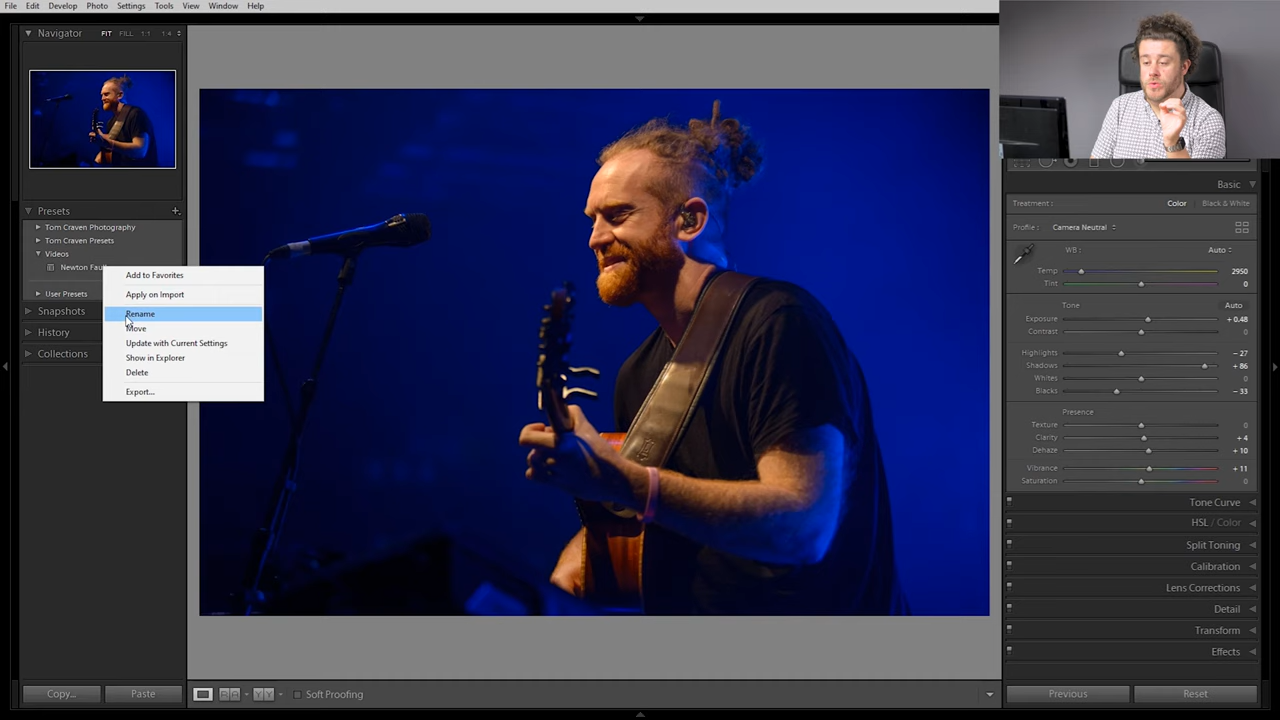 File Edit Develop Photo Settings Tools View Window Help
Navigator FIT FILL 1:1 1:4
Presets +
Tom Craven Photography
Tom Craven Presets
Videos
Newton Faulk
User Presets
Snapshots
History
Collections
Add to Favorites
Apply on Import
Rename
Move
Update with Current Settings
Show in Explorer
Delete
Export...
Copy... Paste
Soft Proofing
Basic
Treatment : Color Black & White
Profile : Camera Neutral
WB : Auto
Temp 2950
Tint 0
Tone Auto
Exposure + 0.48
Contrast 0
Highlights − 27
Shadows + 86
Whites 0
Blacks − 33
Presence
Texture 0
Clarity + 4
Dehaze + 10
Vibrance + 11
Saturation 0
Tone Curve
HSL / Color
Split Toning
Calibration
Lens Corrections
Detail
Transform
Effects
Previous Reset